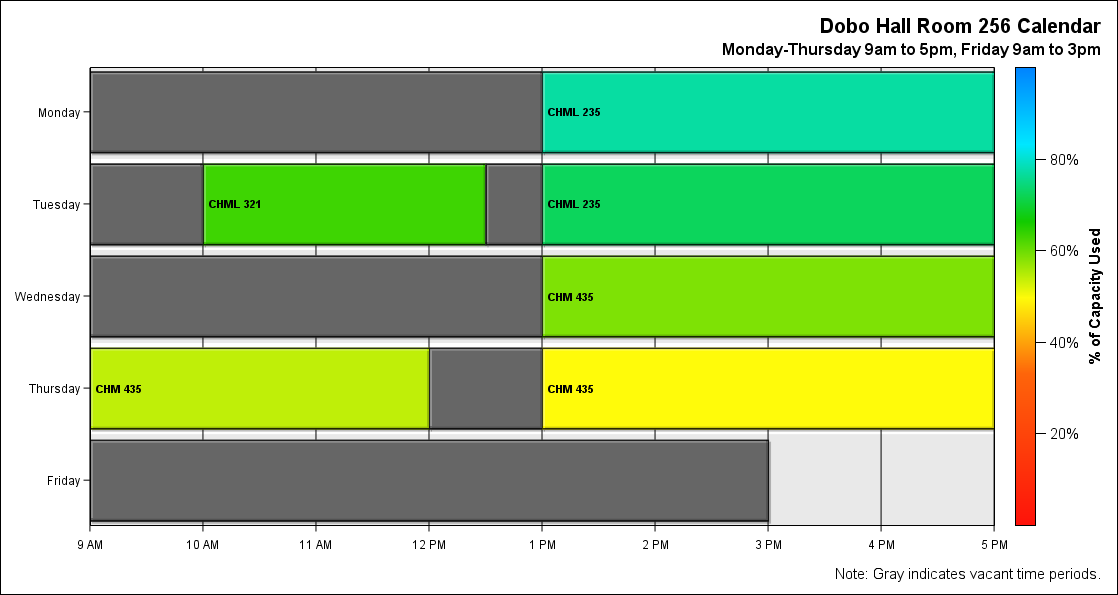 Dobo Hall Room 256 Calendar
Monday-Thursday 9am to 5pm, Friday 9am to 3pm
Monday
CHML 235
Tuesday
CHML 321
CHML 235
Wednesday
CHM 435
Thursday
CHM 435
CHM 435
Friday
9 AM
10 AM
11 AM
12 PM
1 PM
2 PM
3 PM
4 PM
5 PM
80%
60%
40%
20%
% of Capacity Used
Note: Gray indicates vacant time periods.